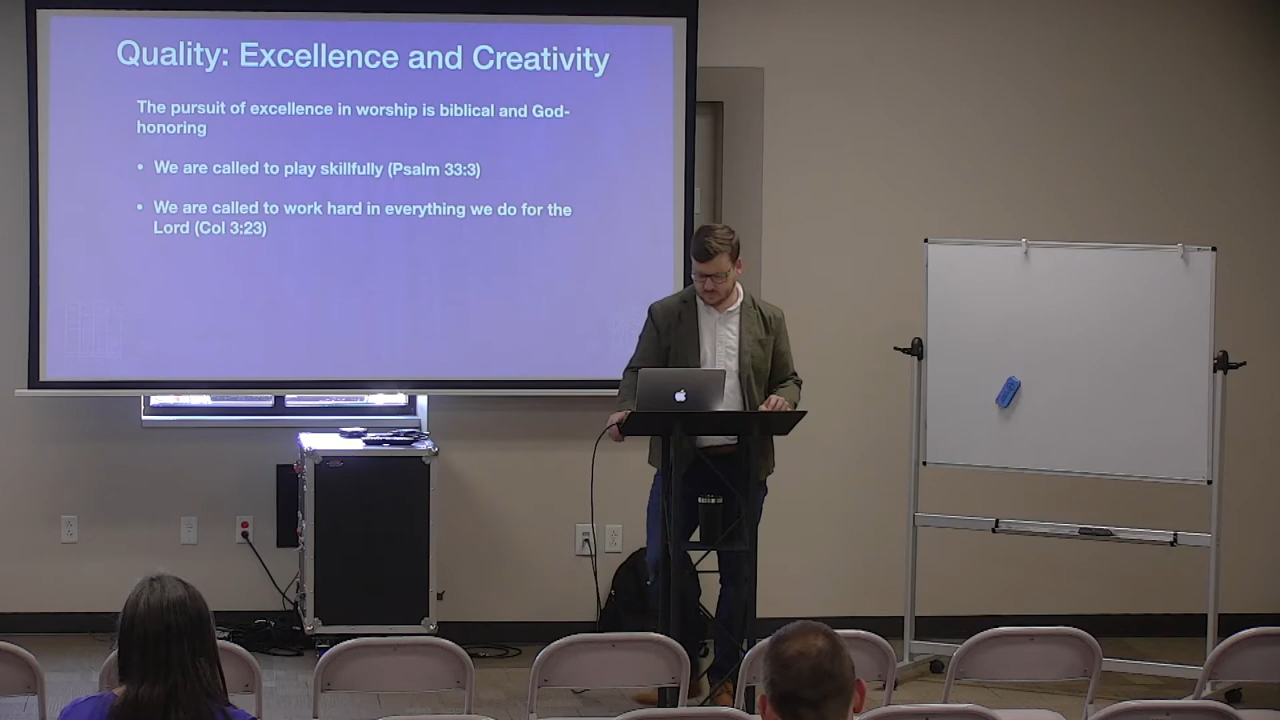 Quality: Excellence and Creativity
The pursuit of excellence in worship is biblical and God-
honoring
• We are called to play skillfully (Psalm 33:3)
• We are called to work hard in everything we do for the
Lord (Col 3:23)